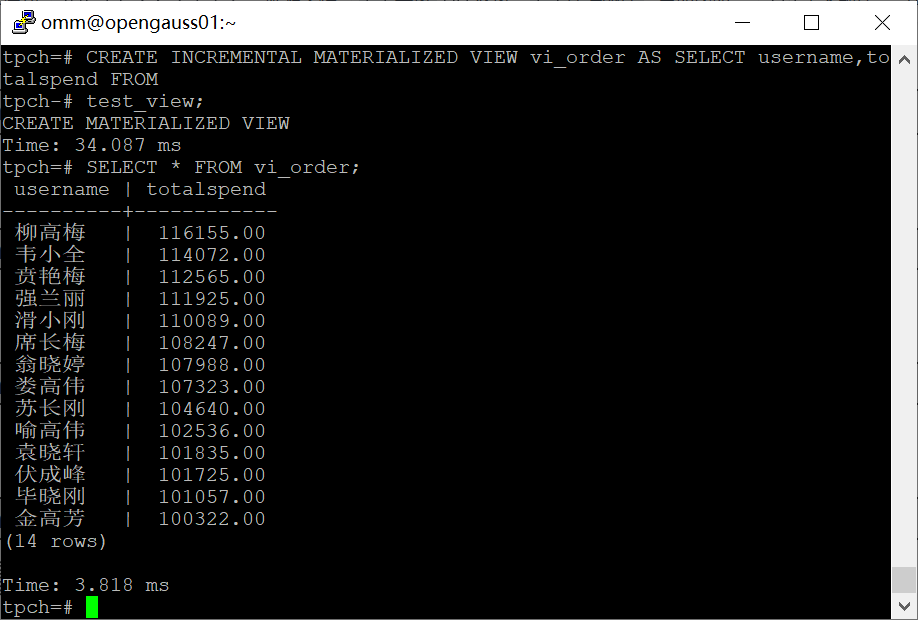 omm@opengauss01:~
tpch=# CREATE INCREMENTAL MATERIALIZED VIEW vi_order AS SELECT username,to
talspend FROM
tpch-# test_view;
CREATE MATERIALIZED VIEW
Time: 34.087 ms
tpch=# SELECT * FROM vi_order;
 username | totalspend
----------+------------
 柳高梅   |  116155.00
 韦小全   |  114072.00
 贲艳梅   |  112565.00
 强兰丽   |  111925.00
 滑小刚   |  110089.00
 席长梅   |  108247.00
 翁晓婷   |  107988.00
 娄高伟   |  107323.00
 苏长刚   |  104640.00
 喻高伟   |  102536.00
 袁晓轩   |  101835.00
 伏成峰   |  101725.00
 毕晓刚   |  101057.00
 金高芳   |  100322.00
(14 rows)
Time: 3.818 ms
tpch=#